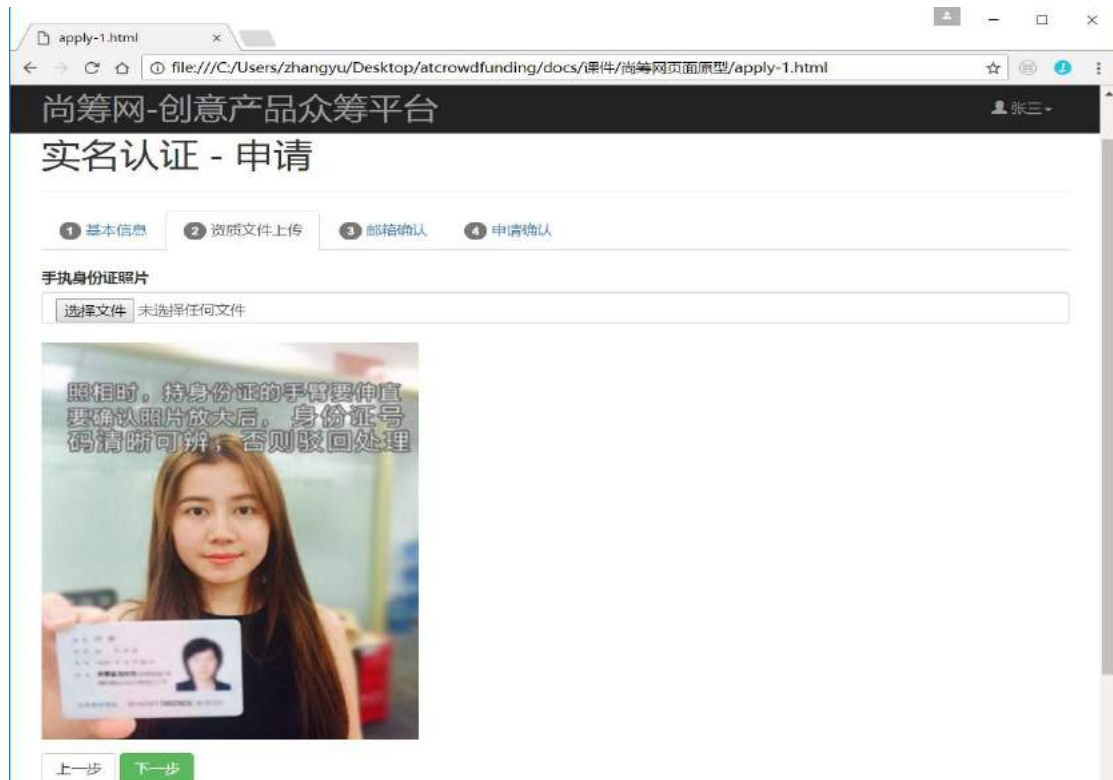 apply-1.html
file:///C:/Users/zhangyu/Desktop/atcrowdfunding/docs/课件/尚筹网页面原型/apply-1.html
尚筹网-创意产品众筹平台 张三
实名认证 - 申请
1 基本信息 2 资质文件上传 3 邮箱确认 4 申请确认
手执身份证照片
选择文件 未选择任何文件
照相时，持身份证的手臂要伸直
要确认照片放大后，身份证号
码清晰可辨，否则驳回处理
上一步 下一步